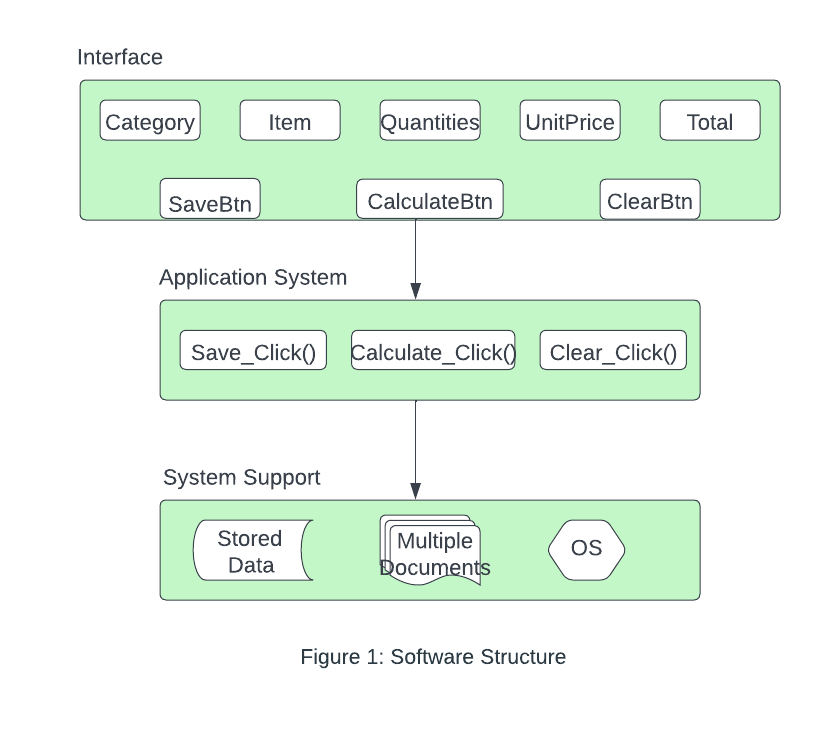 Interface
Category
Item
Quantities
UnitPrice
Total
SaveBtn
CalculateBtn
ClearBtn
Application System
Save_Click()
Calculate_Click()
Clear_Click()
System Support
Stored
Data
Multiple
Documents
OS
Figure 1: Software Structure